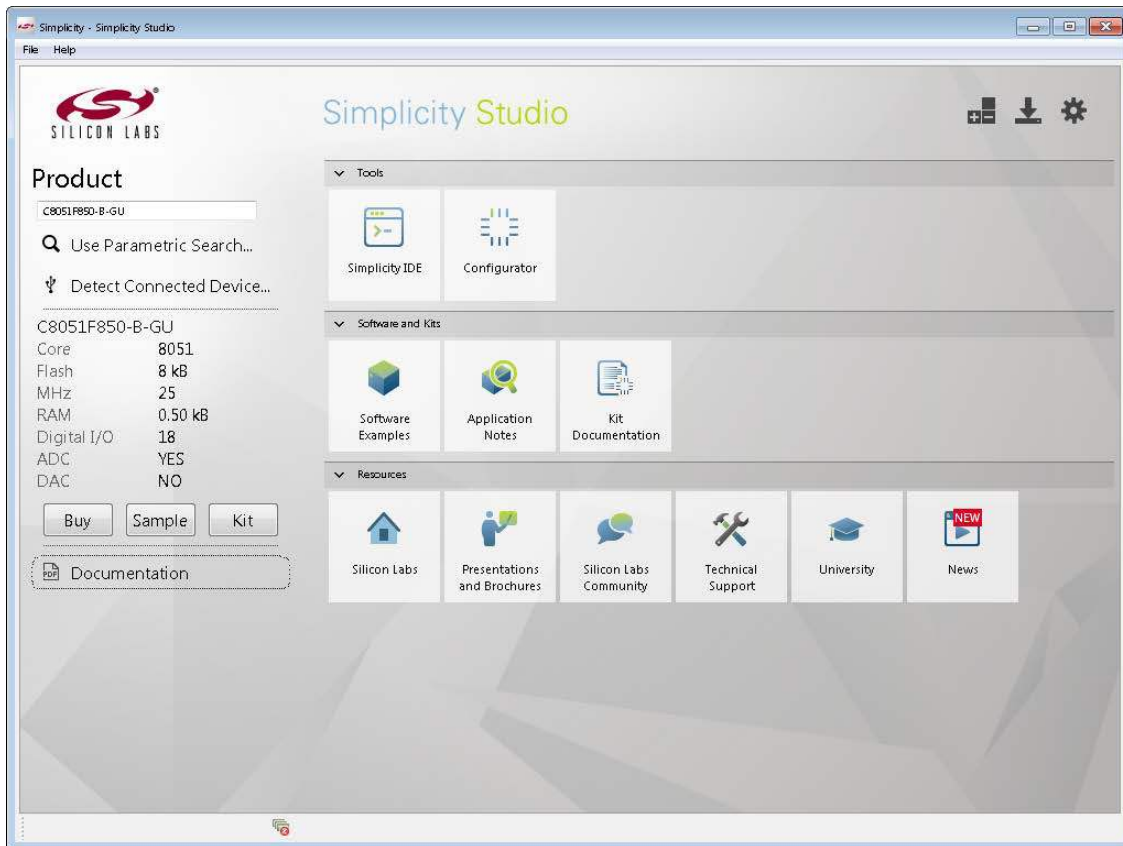 Simplicity - Simplicity Studio
File Help
SILICON LABS
Simplicity Studio
Product
C8051F850-B-GU
Use Parametric Search...
Detect Connected Device...
C8051F850-B-GU
Core 8051
Flash 8 kB
MHz 25
RAM 0.50 kB
Digital I/O 18
ADC YES
DAC NO
Buy Sample Kit
PDF Documentation
Tools
Simplicity IDE
Configurator
Software and Kits
Software
Examples
Application
Notes
Kit
Documentation
Resources
Silicon Labs
Presentations
and Brochures
Silicon Labs
Community
Technical
Support
University
NEW
News